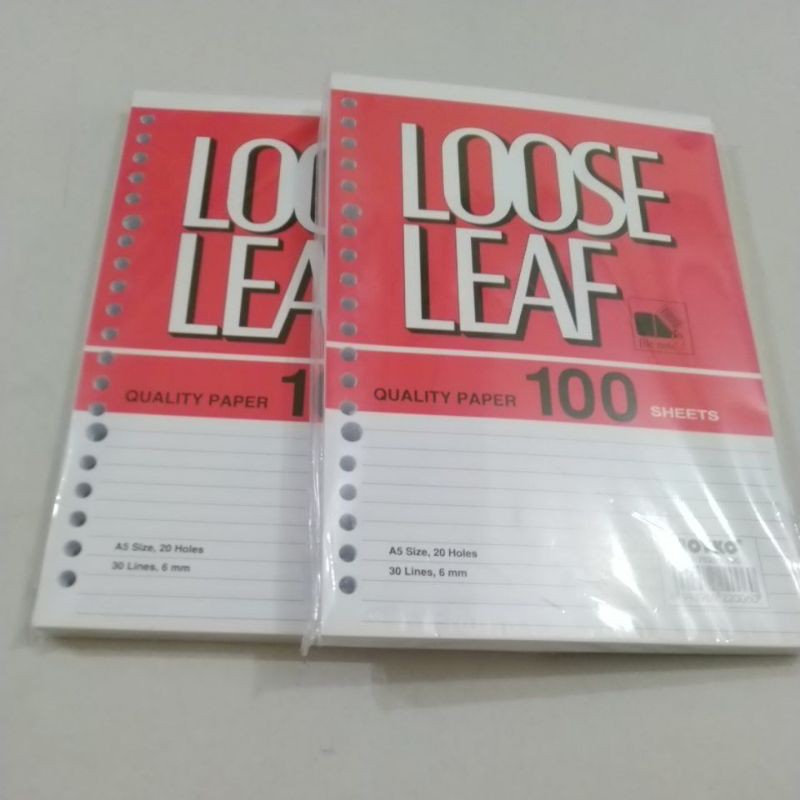 LOOSE
LEAF
QUALITY PAPER 100 SHEETS
A5 Size, 20 Holes
30 Lines, 6 mm
LOO
LEA
QUALITY PAPER 1
A5 Size, 20 Holes
30 Lines, 6 mm